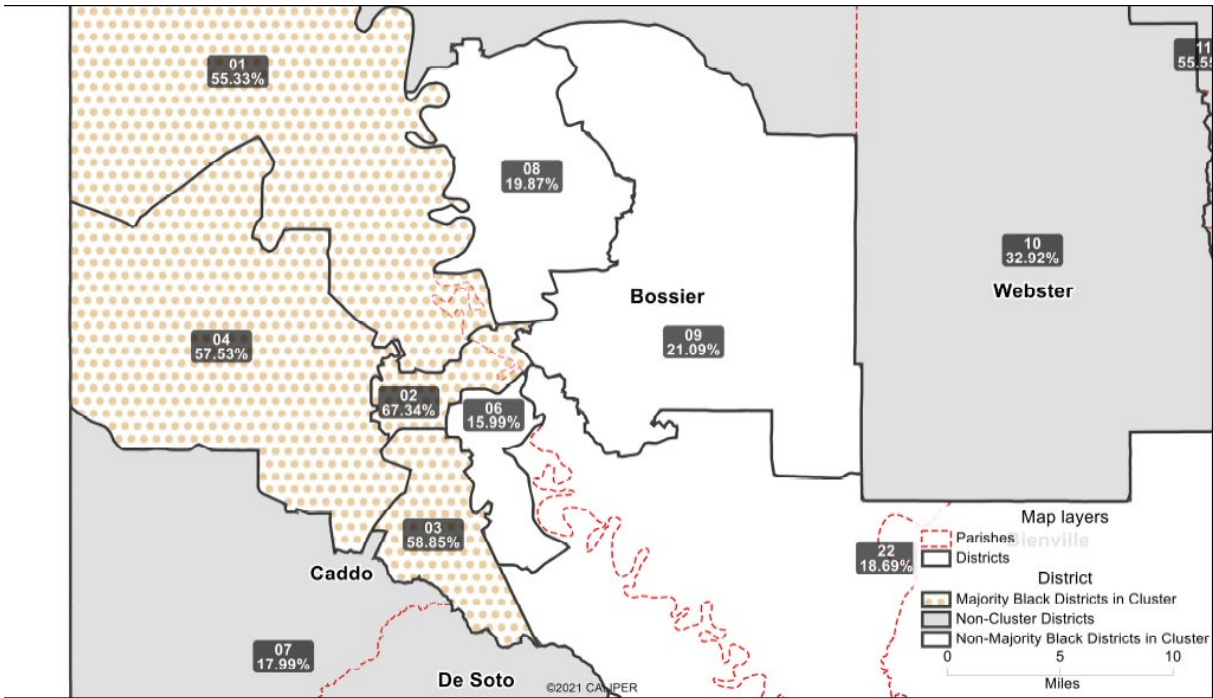 01
55.33%
11
08
19.87%
10
32.92%
Bossier
Webster
04
57.53%
09
21.09%
02
67.34%
06
15.99%
Map layers
Parishes
Bienville
Districts
03
58.85%
22
18.69%
District
Caddo
Majority Black Districts in Cluster
Non-Cluster Districts
Non-Majority Black Districts in Cluster
07
17.99%
0 5 10
De Soto
©2021 CALIPER
Miles